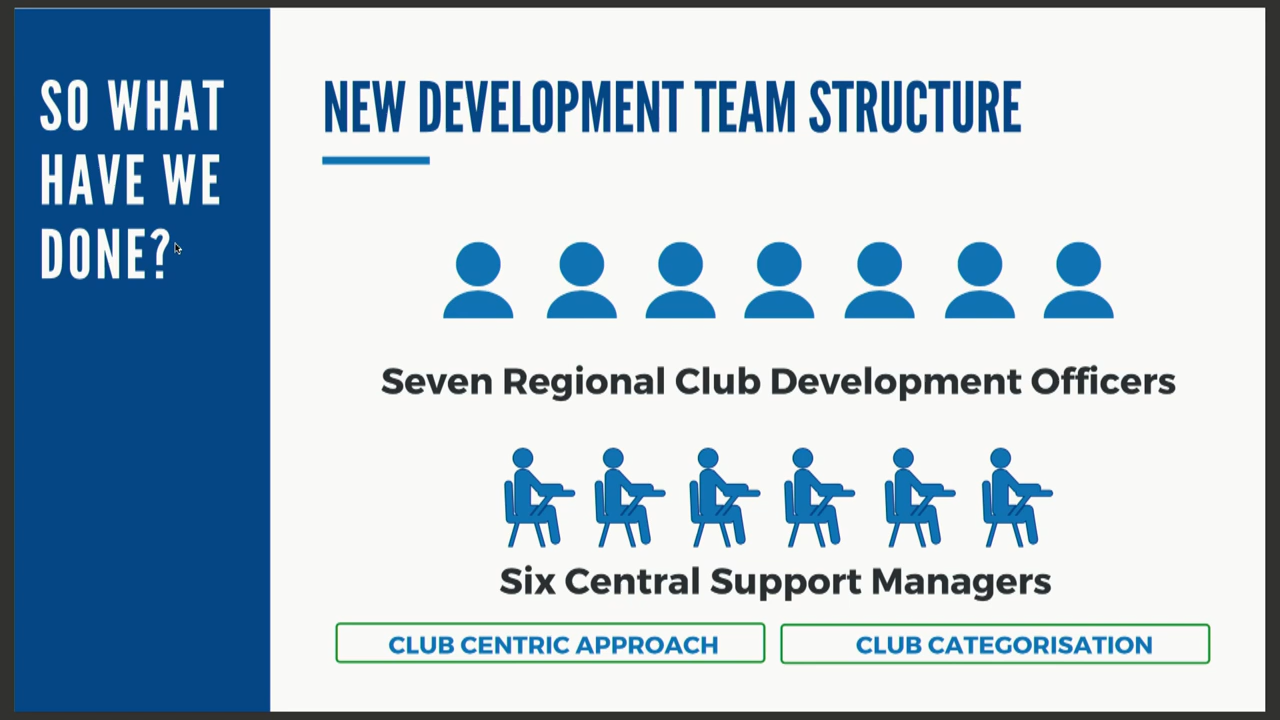 SO WHAT
HAVE WE
DONE?
NEW DEVELOPMENT TEAM STRUCTURE
Seven Regional Club Development Officers
Six Central Support Managers
CLUB CENTRIC APPROACH
CLUB CATEGORISATION